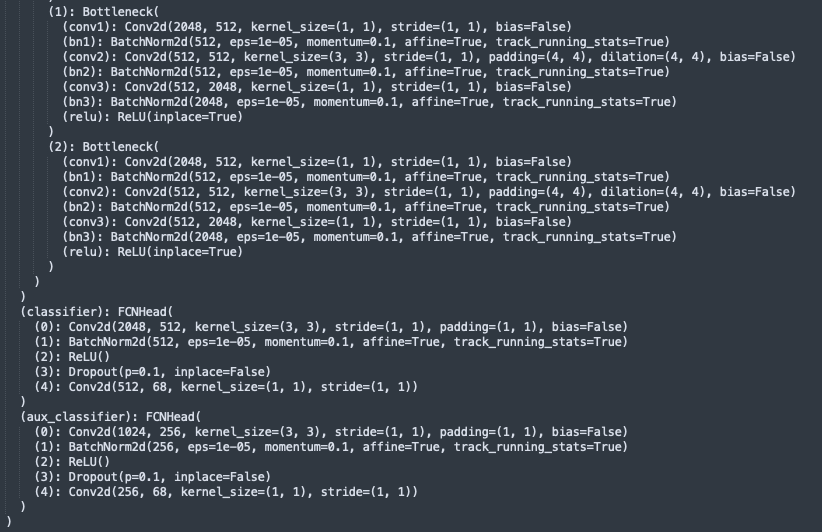 (1): Bottleneck(
(conv1): Conv2d(2048, 512, kernel_size=(1, 1), stride=(1, 1), bias=False)
(bn1): BatchNorm2d(512, eps=1e-05, momentum=0.1, affine=True, track_running_stats=True)
(conv2): Conv2d(512, 512, kernel_size=(3, 3), stride=(1, 1), padding=(4, 4), dilation=(4, 4), bias=False)
(bn2): BatchNorm2d(512, eps=1e-05, momentum=0.1, affine=True, track_running_stats=True)
(conv3): Conv2d(512, 2048, kernel_size=(1, 1), stride=(1, 1), bias=False)
(bn3): BatchNorm2d(2048, eps=1e-05, momentum=0.1, affine=True, track_running_stats=True)
(relu): ReLU(inplace=True)
)
(2): Bottleneck(
(conv1): Conv2d(2048, 512, kernel_size=(1, 1), stride=(1, 1), bias=False)
(bn1): BatchNorm2d(512, eps=1e-05, momentum=0.1, affine=True, track_running_stats=True)
(conv2): Conv2d(512, 512, kernel_size=(3, 3), stride=(1, 1), padding=(4, 4), dilation=(4, 4), bias=False)
(bn2): BatchNorm2d(512, eps=1e-05, momentum=0.1, affine=True, track_running_stats=True)
(conv3): Conv2d(512, 2048, kernel_size=(1, 1), stride=(1, 1), bias=False)
(bn3): BatchNorm2d(2048, eps=1e-05, momentum=0.1, affine=True, track_running_stats=True)
(relu): ReLU(inplace=True)
)
)
)
(classifier): FCNHead(
(0): Conv2d(2048, 512, kernel_size=(3, 3), stride=(1, 1), padding=(1, 1), bias=False)
(1): BatchNorm2d(512, eps=1e-05, momentum=0.1, affine=True, track_running_stats=True)
(2): ReLU()
(3): Dropout(p=0.1, inplace=False)
(4): Conv2d(512, 68, kernel_size=(1, 1), stride=(1, 1))
)
(aux_classifier): FCNHead(
(0): Conv2d(1024, 256, kernel_size=(3, 3), stride=(1, 1), padding=(1, 1), bias=False)
(1): BatchNorm2d(256, eps=1e-05, momentum=0.1, affine=True, track_running_stats=True)
(2): ReLU()
(3): Dropout(p=0.1, inplace=False)
(4): Conv2d(256, 68, kernel_size=(1, 1), stride=(1, 1))
)
)